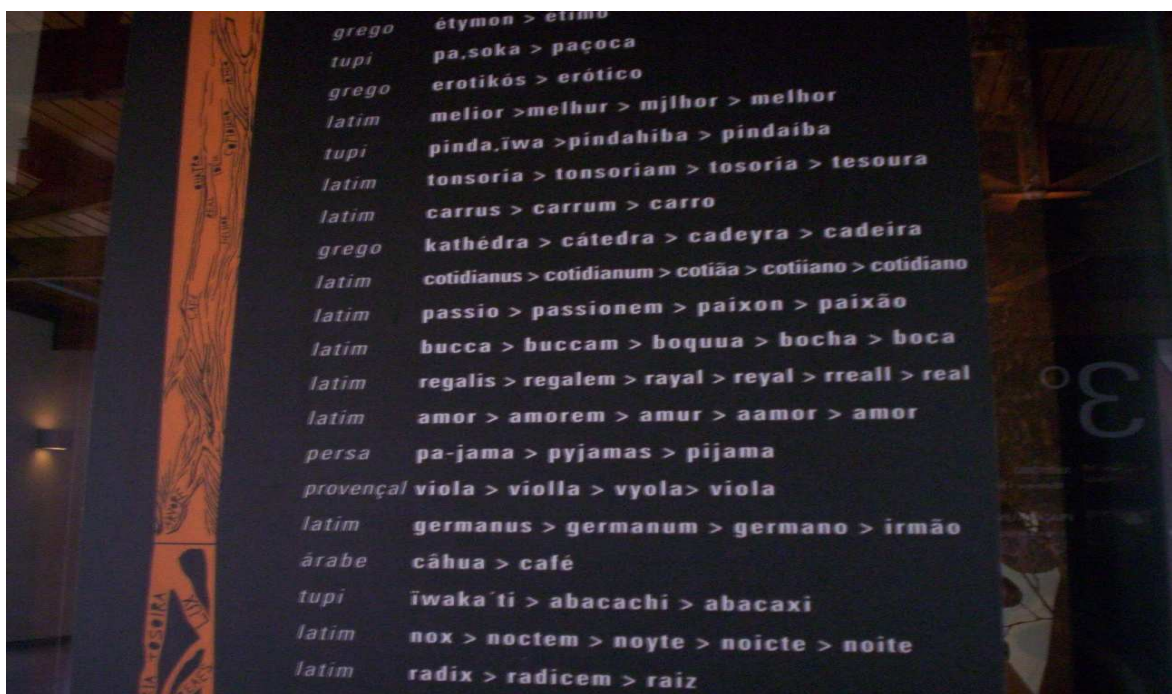 grego étymon > étimo
tupi pa,soka > paçoca
grego erotikós > erótico
latim melior >melhur > mjlhor > melhor
tupi pinda,ïwa >pindahiba > pindaíba
latim tonsoria > tonsoriam > tosoria > tesoura
latim carrus > carrum > carro
grego kathédra > cátedra > cadeyra > cadeira
latim cotidianus > cotidianum > cotiãa > cotiiano > cotidiano
latim passio > passionem > paixon > paixão
latim bucca > buccam > boquua > bocha > boca
latim regalis > regalem > rayal > reyal > rreall > real
latim amor > amorem > amur > aamor > amor
persa pa-jama > pyjamas > pijama
provençal viola > violla > vyola> viola
latim germanus > germanum > germano > irmão
árabe câhua > café
tupi ïwaka´ti > abacachi > abacaxi
latim nox > noctem > noyte > noicte > noite
latim radix > radicem > raiz
TOSOIRA
3º